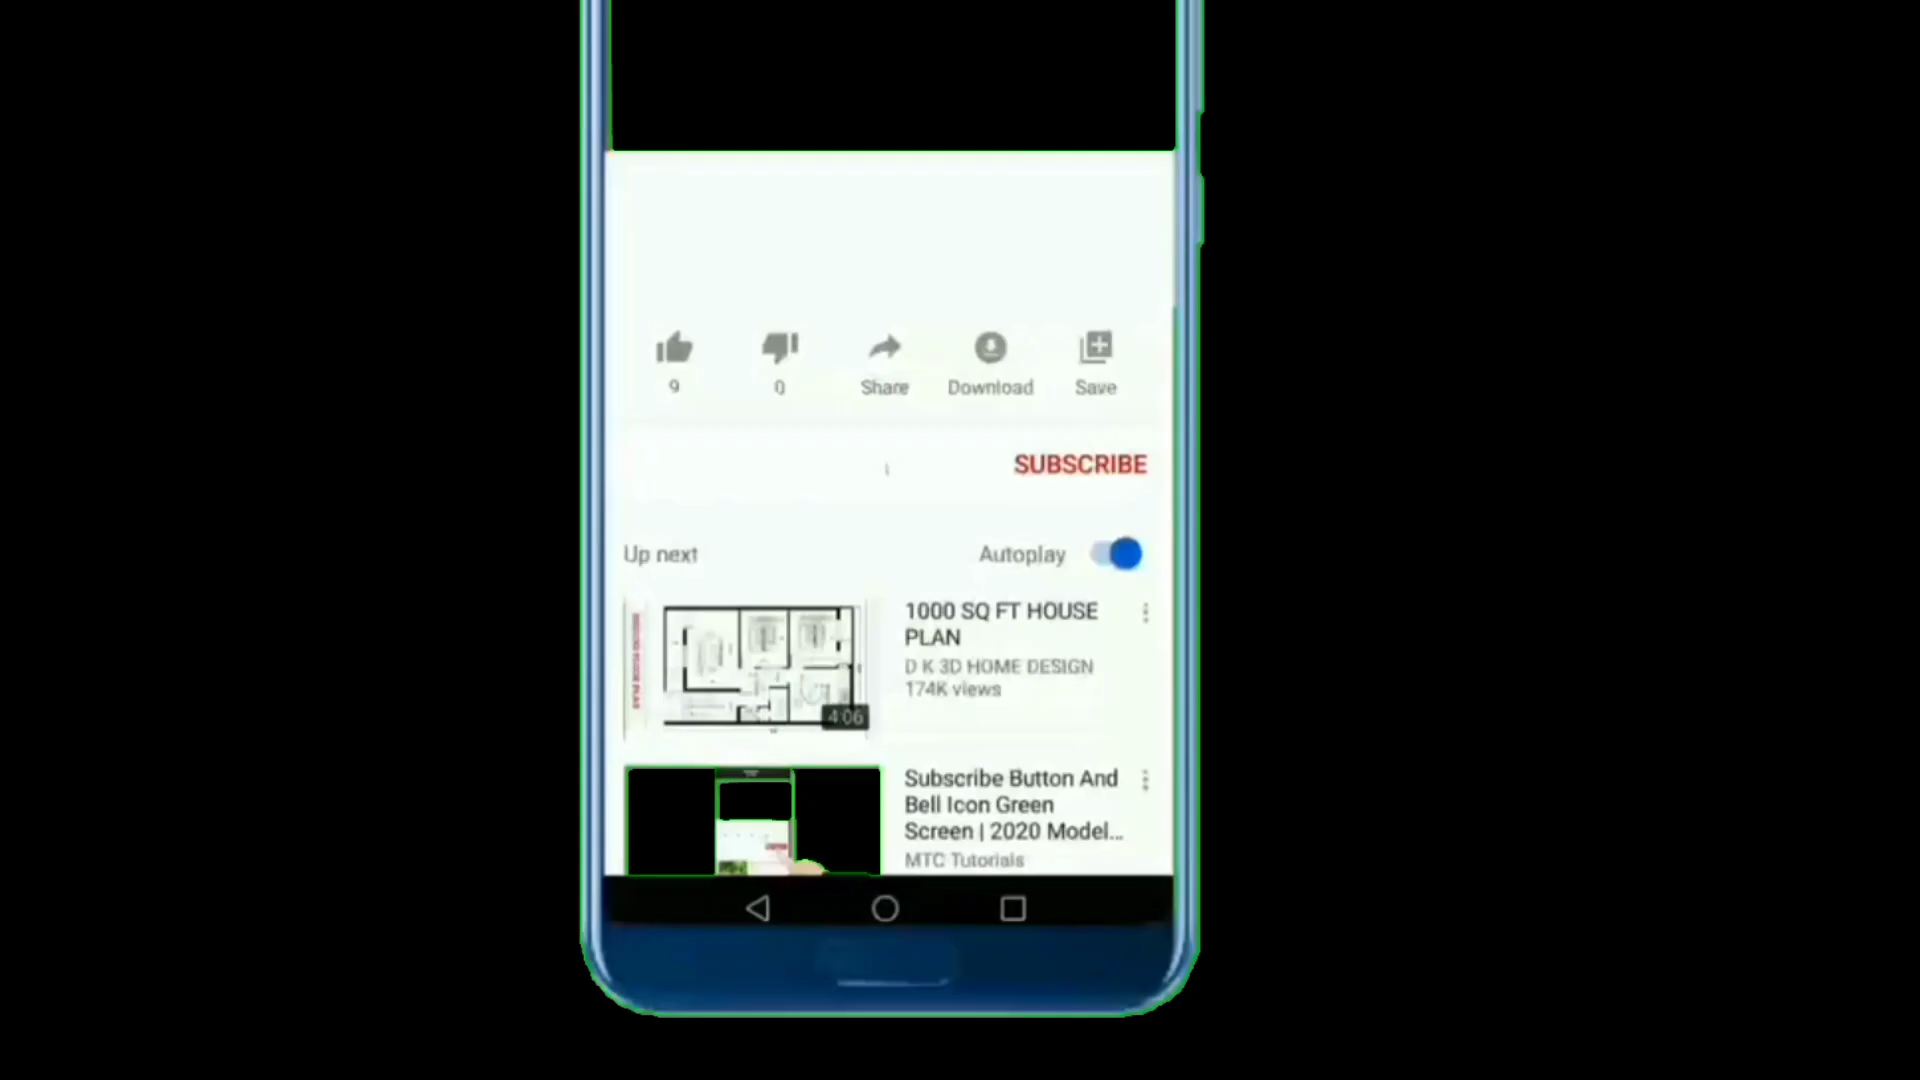 9
0
Share
Download
Save
SUBSCRIBE
Up next
Autoplay
1000 SQ FT HOUSE
PLAN
D K 3D HOME DESIGN
174K views
4:06
Subscribe Button And
Bell Icon Green
Screen | 2020 Model...
MTC Tutorials